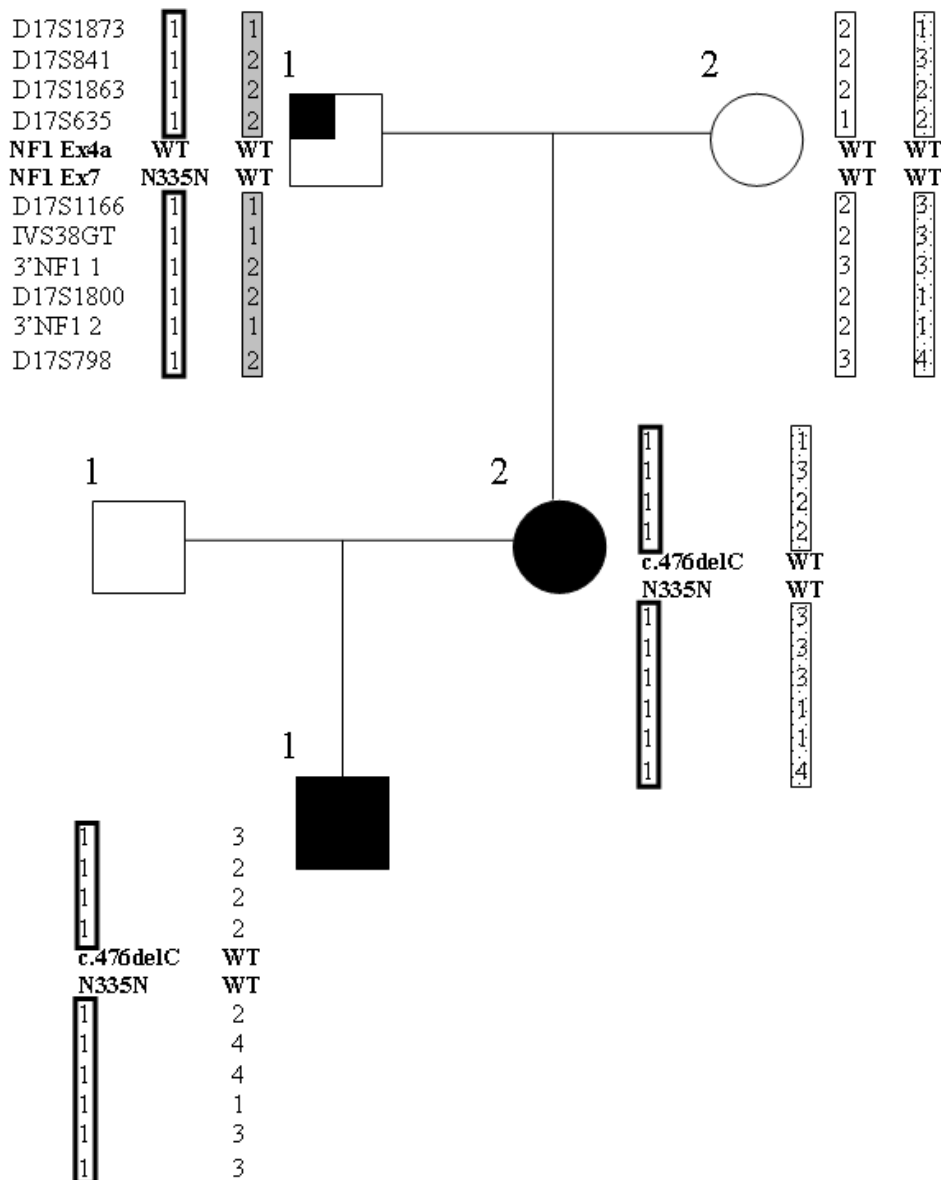 D17S1873 1 1 2 1
D17S841 1 2 1 2 2 3
D17S1863 1 2 2 2
D17S635 1 2 1 2
NF1 Ex4a WT WT WT WT
NF1 Ex7 N335N WT WT WT
D17S1166 1 1 2 3
IVS38GT 1 1 2 3
3'NF1 1 1 2 3 3
D17S1800 1 2 2 1
3'NF1 2 1 1 2 1
D17S798 1 2 3 4
1 1
1 2 1 3
1 2
1 2
c.476delC WT
N335N WT
1 3
1 3
1 3
1 1
1 1
1 1 4
1 3
1 2
1 2
1 2
c.476delC WT
N335N WT
1 2
1 4
1 4
1 1
1 3
1 3